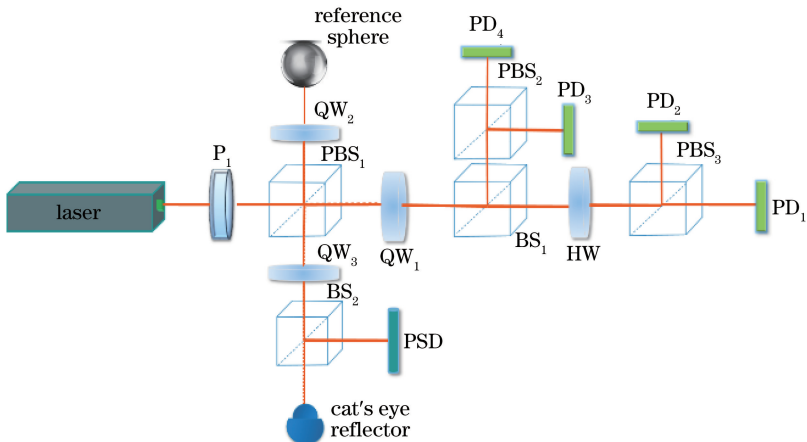 reference
sphere
PD₄
PBS₂
PD₃
PD₂
QW₂
P₁
PBS₁
PBS₃
laser
PD₁
QW₃
QW₁
BS₁
HW
BS₂
PSD
cat's eye
reflector